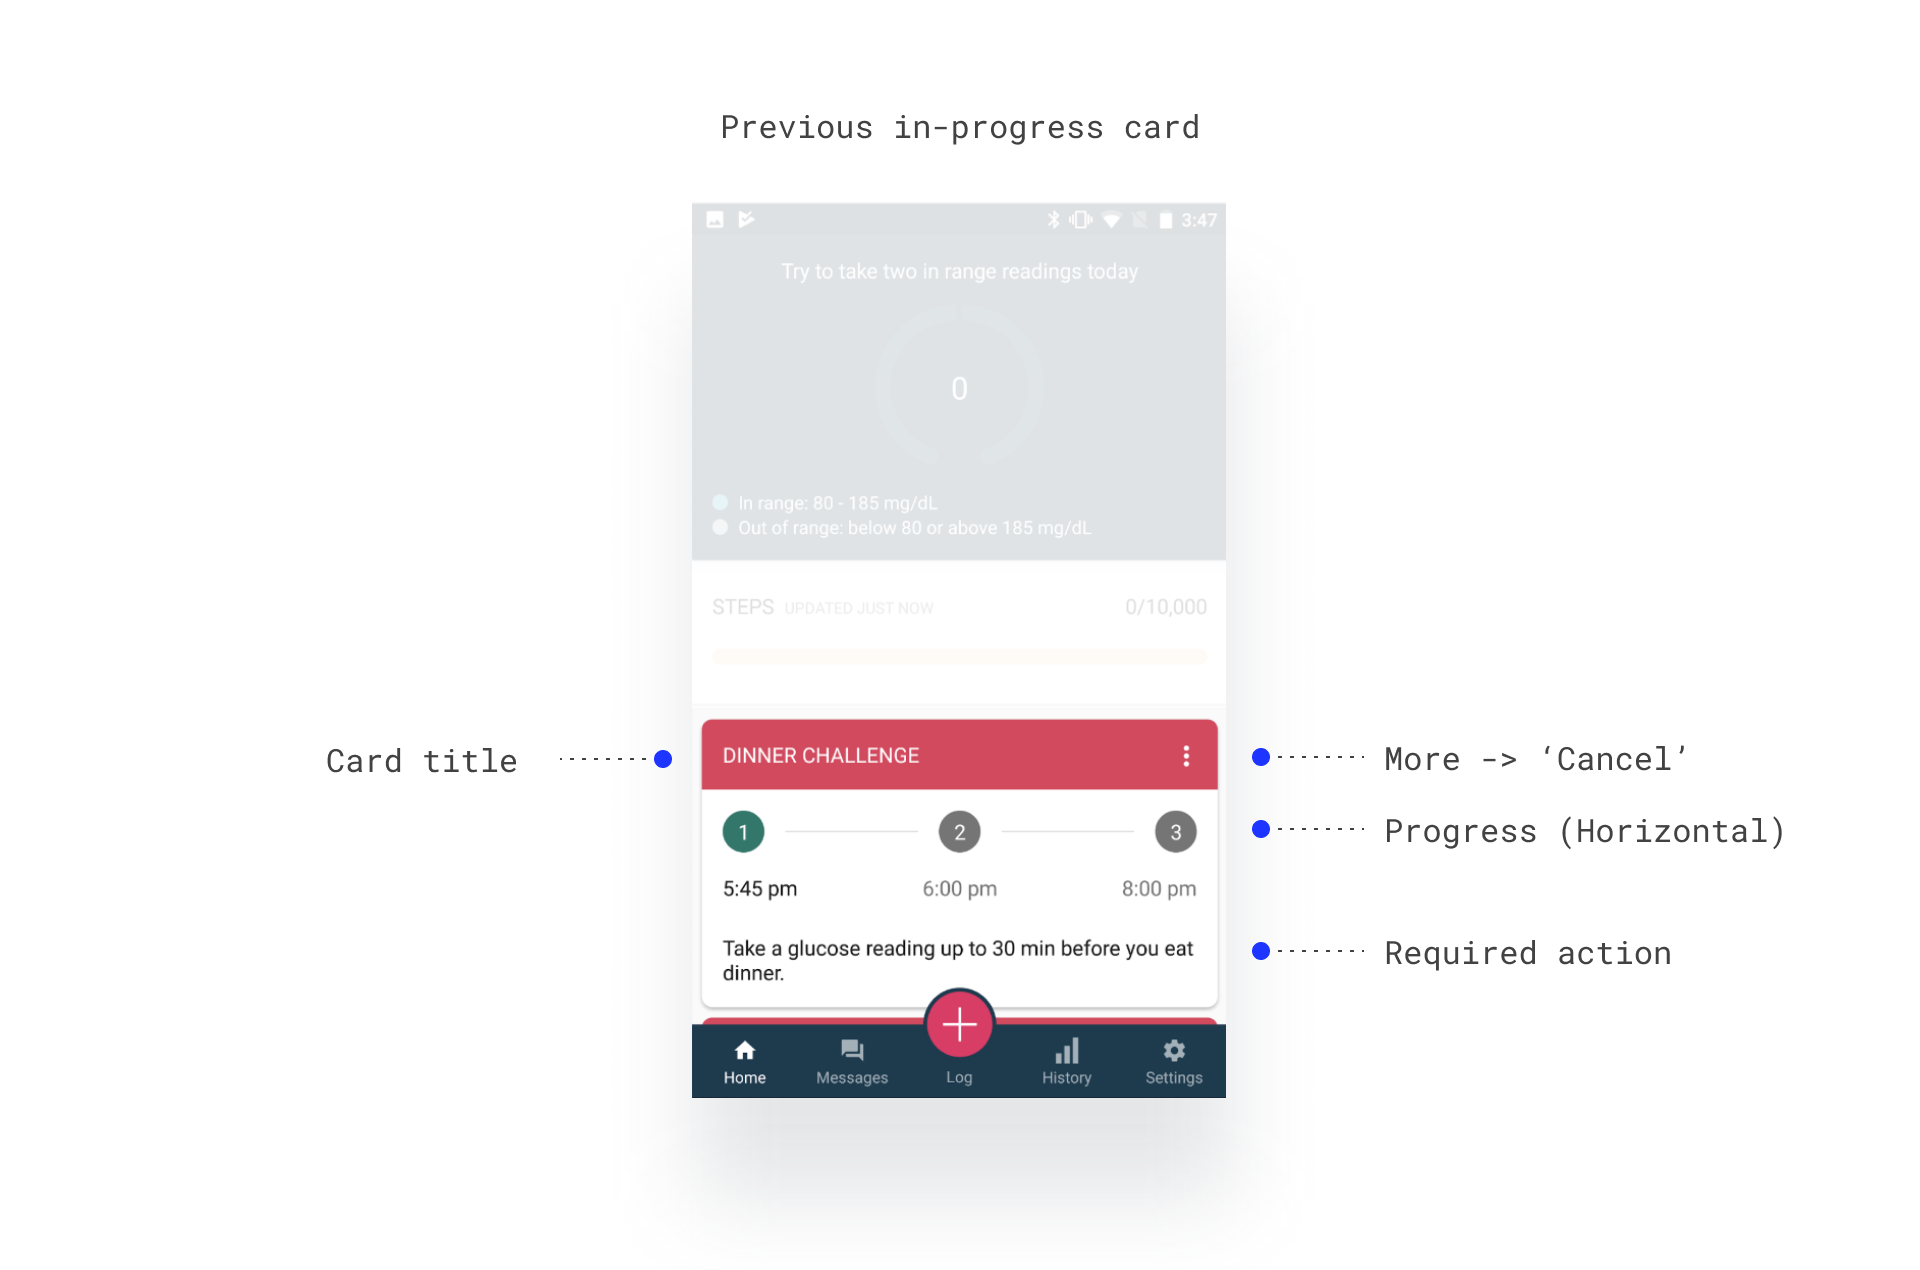 Previous in-progress card
3:47
Try to take two in range readings today
0
In range: 80 - 185 mg/dL
Out of range: below 80 or above 185 mg/dL
STEPS UPDATED JUST NOW 0/10,000
Card title
DINNER CHALLENGE
More -> ‘Cancel’
1 2 3
Progress (Horizontal)
5:45 pm 6:00 pm 8:00 pm
Take a glucose reading up to 30 min before you eat
dinner.
Required action
Home Messages Log History Settings